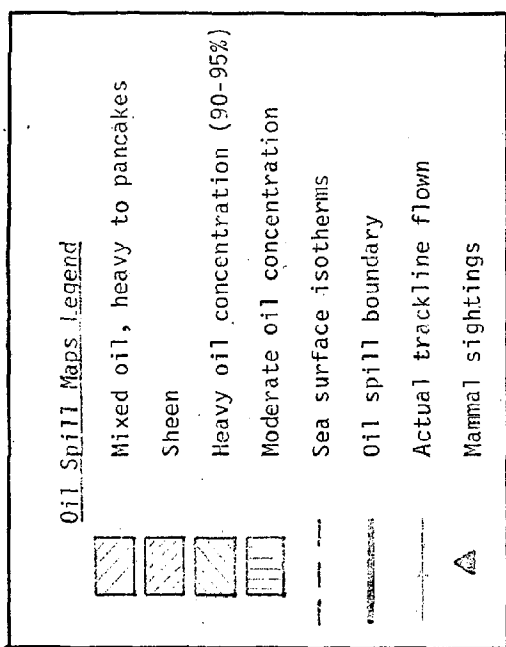 Oil Spill Maps Legend
Mixed oil, heavy to pancakes
Sheen
Heavy oil concentration (90-95%)
Moderate oil concentration
Sea surface isotherms
Oil spill boundary
Actual trackline flown
Mammal sightings